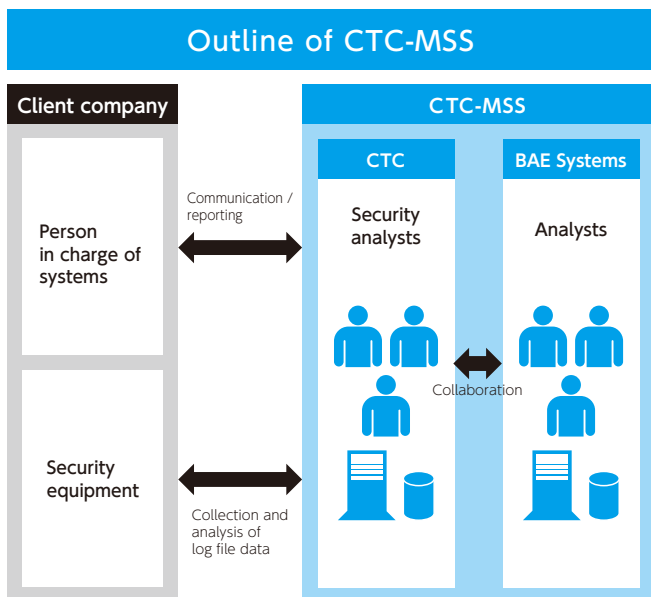 Outline of CTC-MSS
Client company
CTC-MSS
CTC
BAE Systems
Person
in charge of
systems
Communication /
reporting
Security
analysts
Analysts
Collaboration
Security
equipment
Collection and
analysis of
log file data